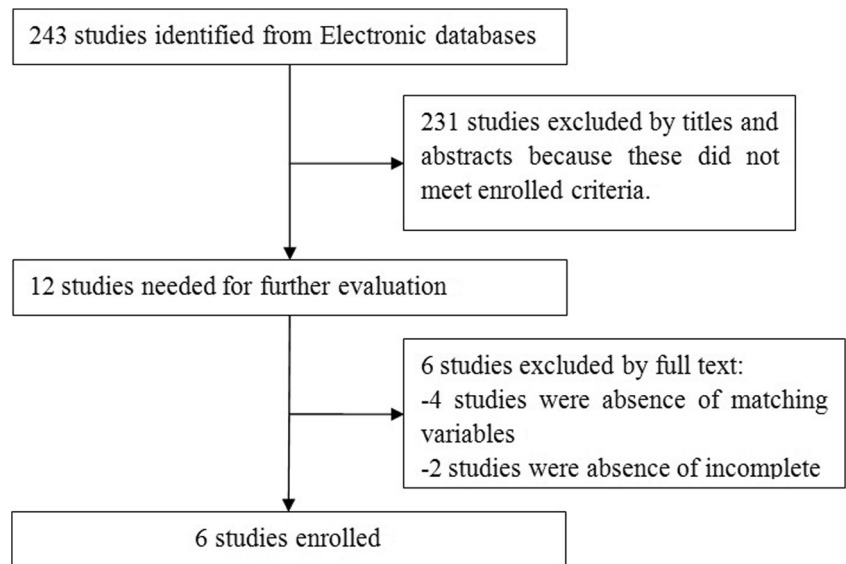 243 studies identified from Electronic databases
231 studies excluded by titles and
abstracts because these did not
meet enrolled criteria.
12 studies needed for further evaluation
6 studies excluded by full text:
-4 studies were absence of matching
variables
-2 studies were absence of incomplete
6 studies enrolled